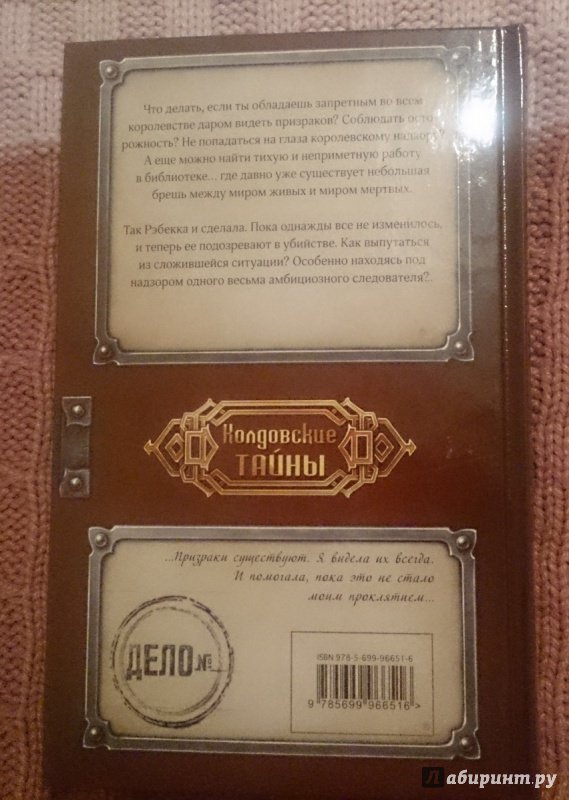 Что делать, если ты обладаешь запретным во всем
королевстве даром видеть призраков? Соблюдать осто-
рожность? Не попадаться на глаза королевскому надзору?
А еще можно найти тихую и неприметную работу
в библиотеке... где давно уже существует небольшая
брешь между миром живых и миром мертвых.
Так Рэбекка и сделала. Пока однажды все не изменилось,
и теперь ее подозревают в убийстве. Как выпутаться
из сложившейся ситуации? Особенно находясь под
надзором одного весьма амбициозного следователя?..
Колдовские
ТАЙНЫ
...Призраки существуют. Я видела их всегда.
И помогала, пока это не стало
моим проклятием...
ДЕЛО №
ISBN 978-5-699-96651-6
9 785699 966516 >
Лабиринт.ру